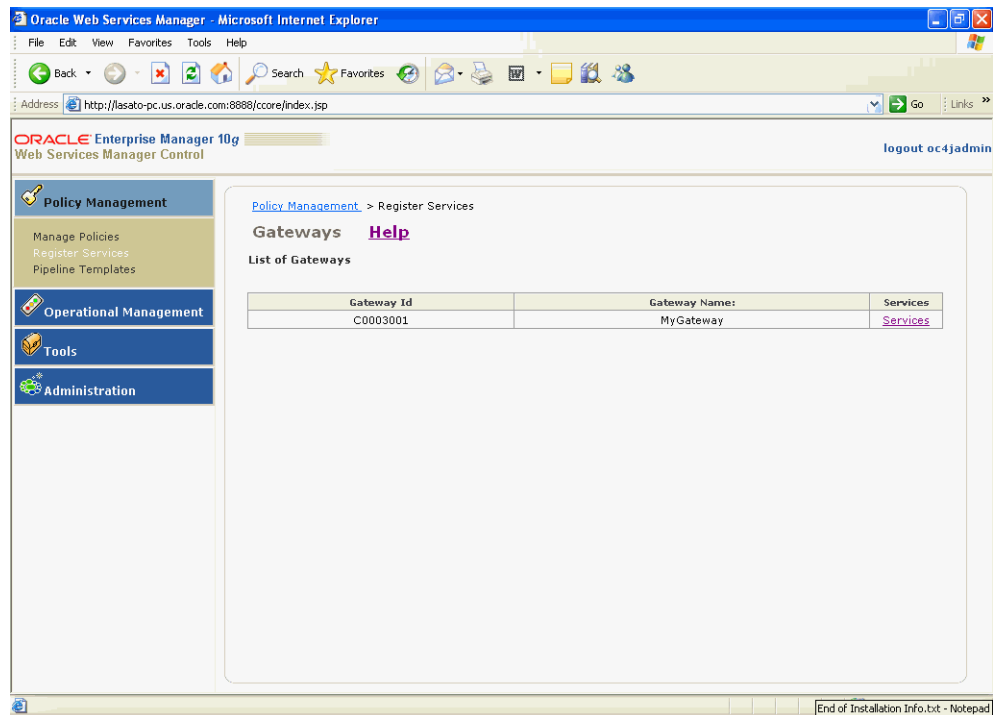 Oracle Web Services Manager - Microsoft Internet Explorer
File Edit View Favorites Tools Help
Back Search Favorites
Address http://lasato-pc.us.oracle.com:8888/ccore/index.jsp Go Links »
ORACLE Enterprise Manager 10g
Web Services Manager Control
logout oc4jadmin
Policy Management
Manage Policies
Register Services
Pipeline Templates
Operational Management
Tools
Administration
Policy Management > Register Services
Gateways Help
List of Gateways
Gateway Id Gateway Name: Services
C0003001 MyGateway Services
End of Installation Info.txt - Notepad